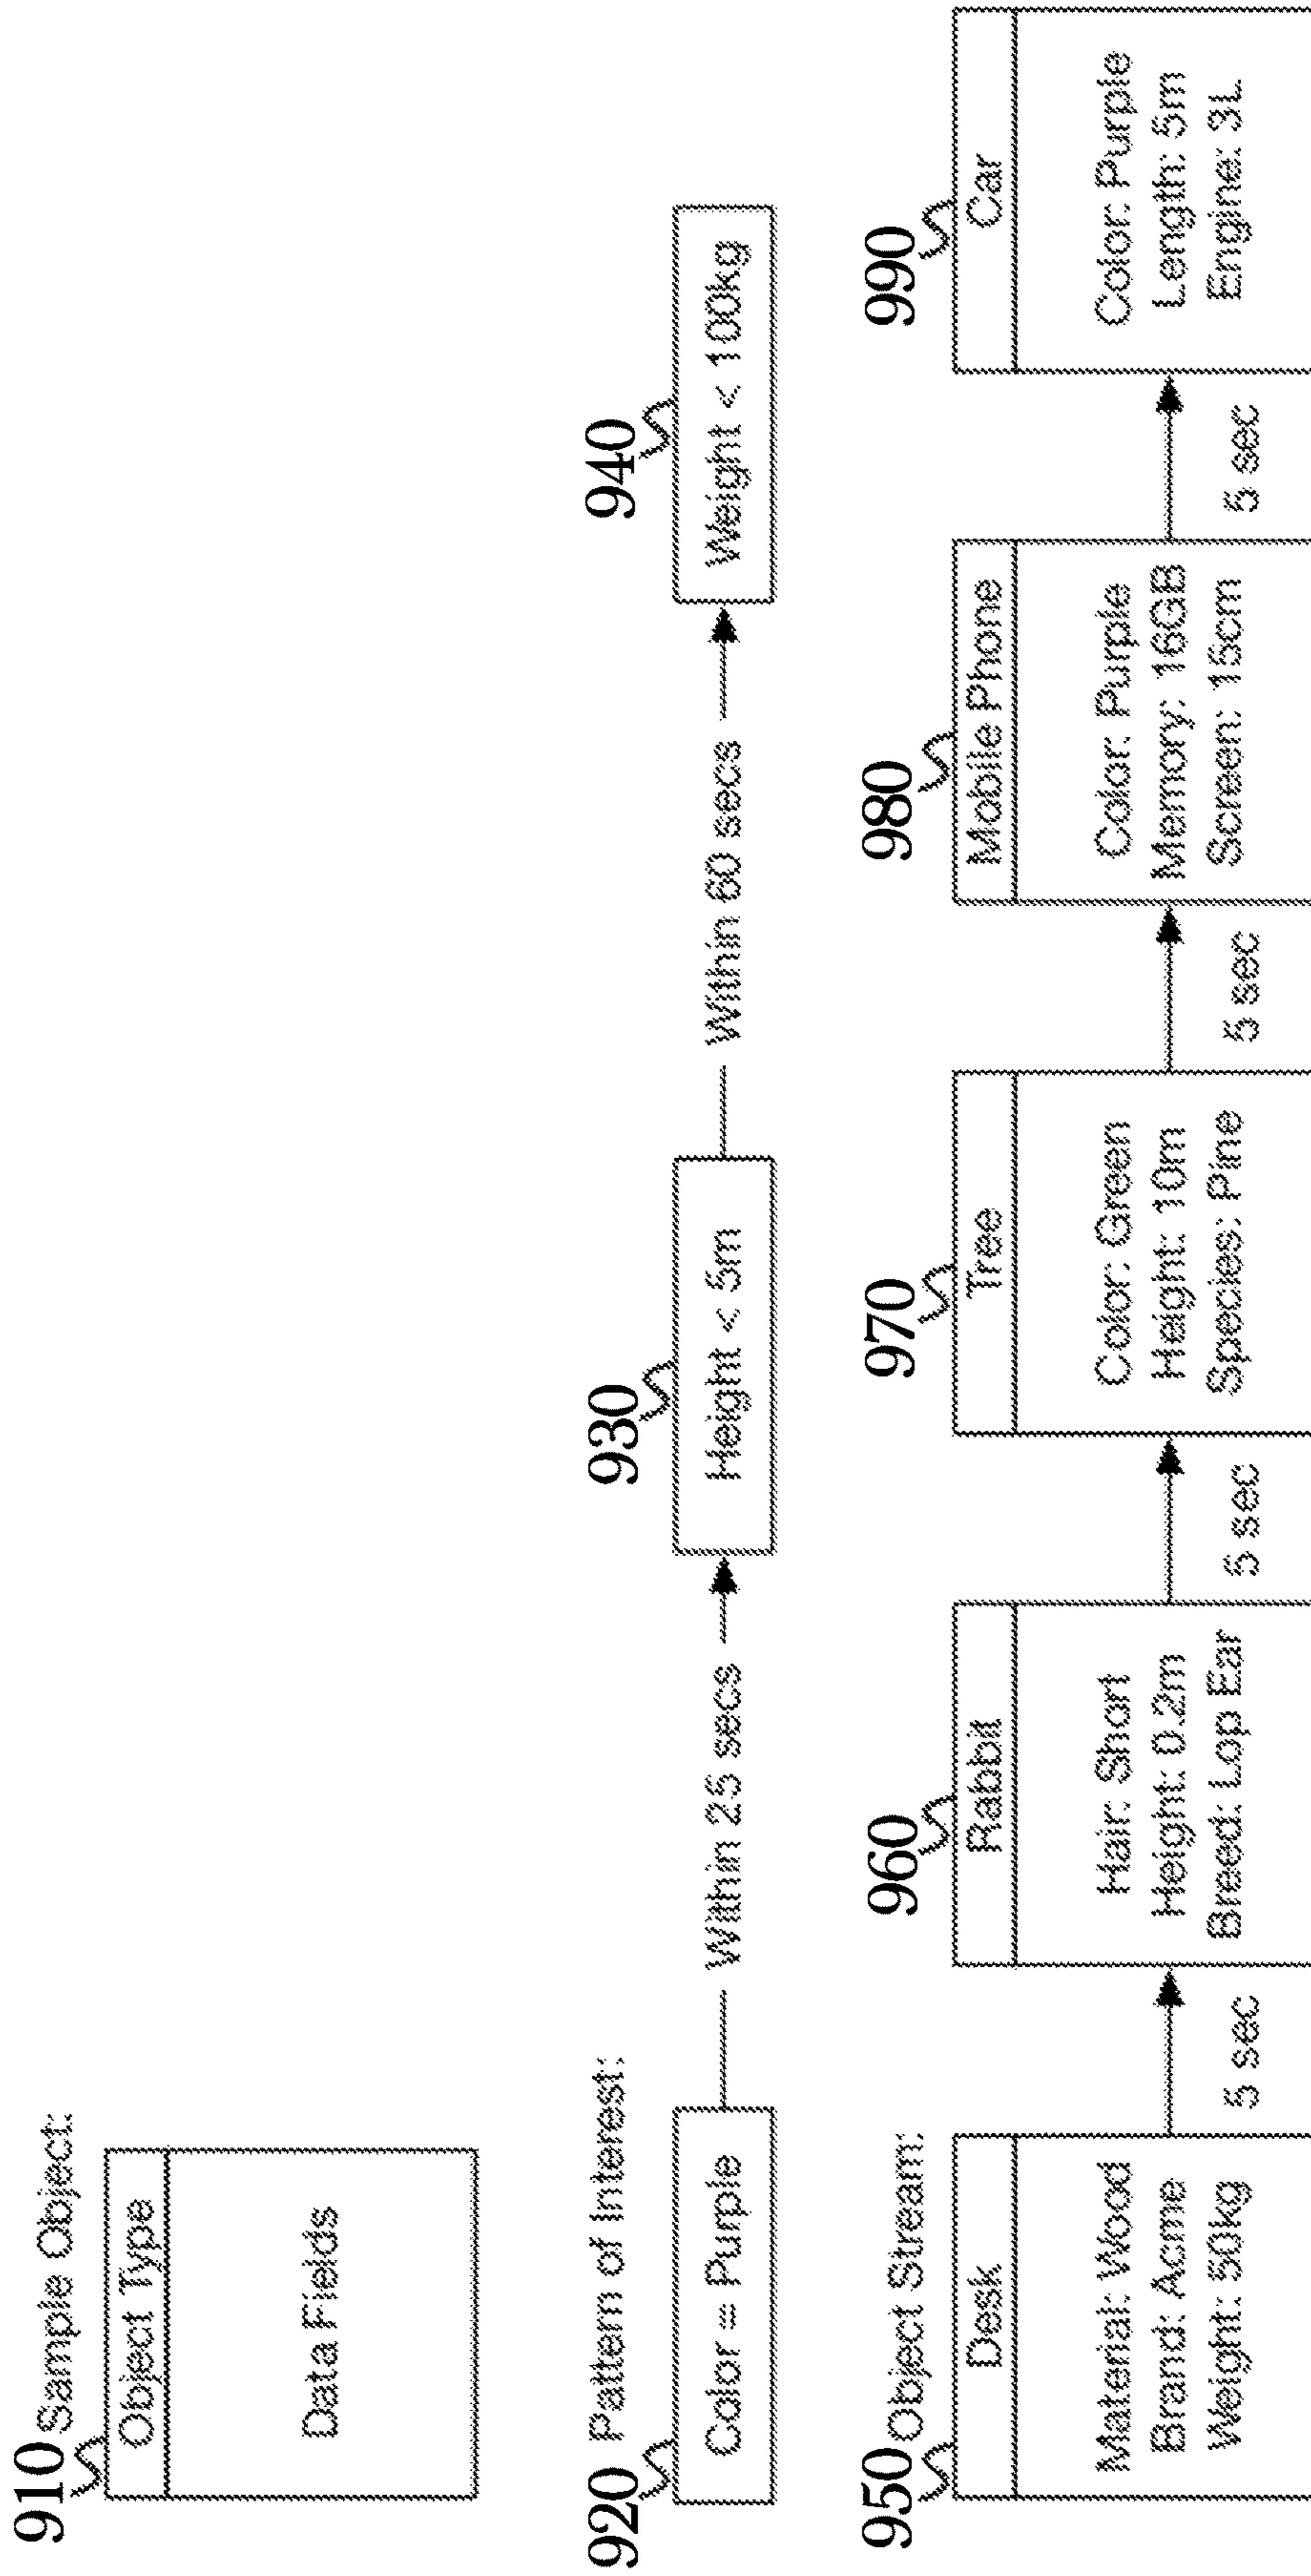 910 Sample Object:
Object Type
Data Fields
920 Pattern of Interest:
Color = Purple
Within 25 secs
930
Height < 5m
Within 60 secs
940
Weight < 100kg
950 Object Stream:
Desk
Material: Wood
Brand: Acme
Weight: 50kg
5 sec
960
Rabbit
Hair: Short
Height: 0.2m
Breed: Lop Ear
5 sec
970
Tree
Color: Green
Height: 10m
Species: Pine
5 sec
980
Mobile Phone
Color: Purple
Memory: 16GB
Screen: 15cm
5 sec
990
Car
Color: Purple
Length: 5m
Engine: 3L